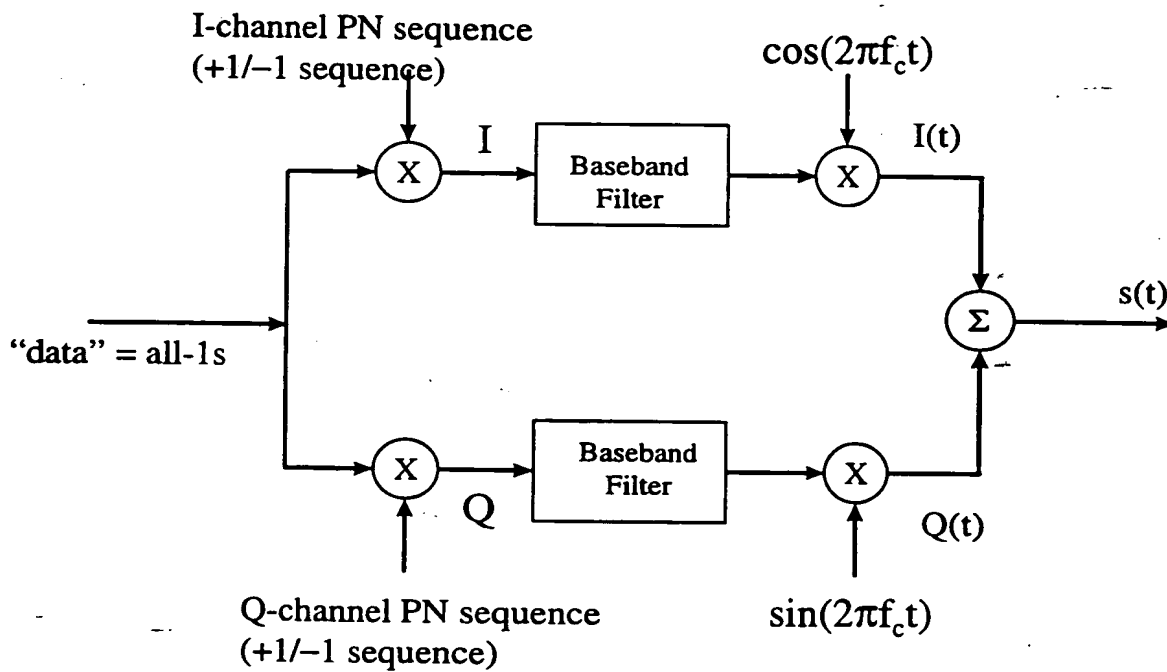 I-channel PN sequence
(+1/–1 sequence)
cos(2πf_ct)
X
I
Baseband
Filter
X
I(t)
"data" = all-1s
Σ
s(t)
X
Q
Baseband
Filter
X
Q(t)
Q-channel PN sequence
(+1/–1 sequence)
sin(2πf_ct)